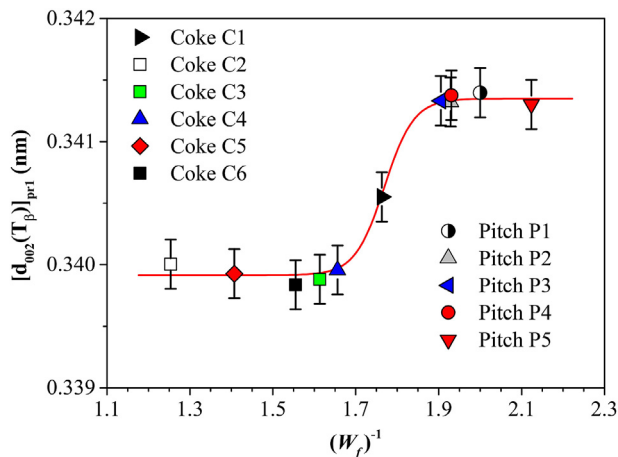 0.342
0.341
0.340
0.339
[d002(Tβ)]pr1 (nm)
Coke C1
Coke C2
Coke C3
Coke C4
Coke C5
Coke C6
Pitch P1
Pitch P2
Pitch P3
Pitch P4
Pitch P5
1.1 1.3 1.5 1.7 1.9 2.1 2.3
(Wf)-1